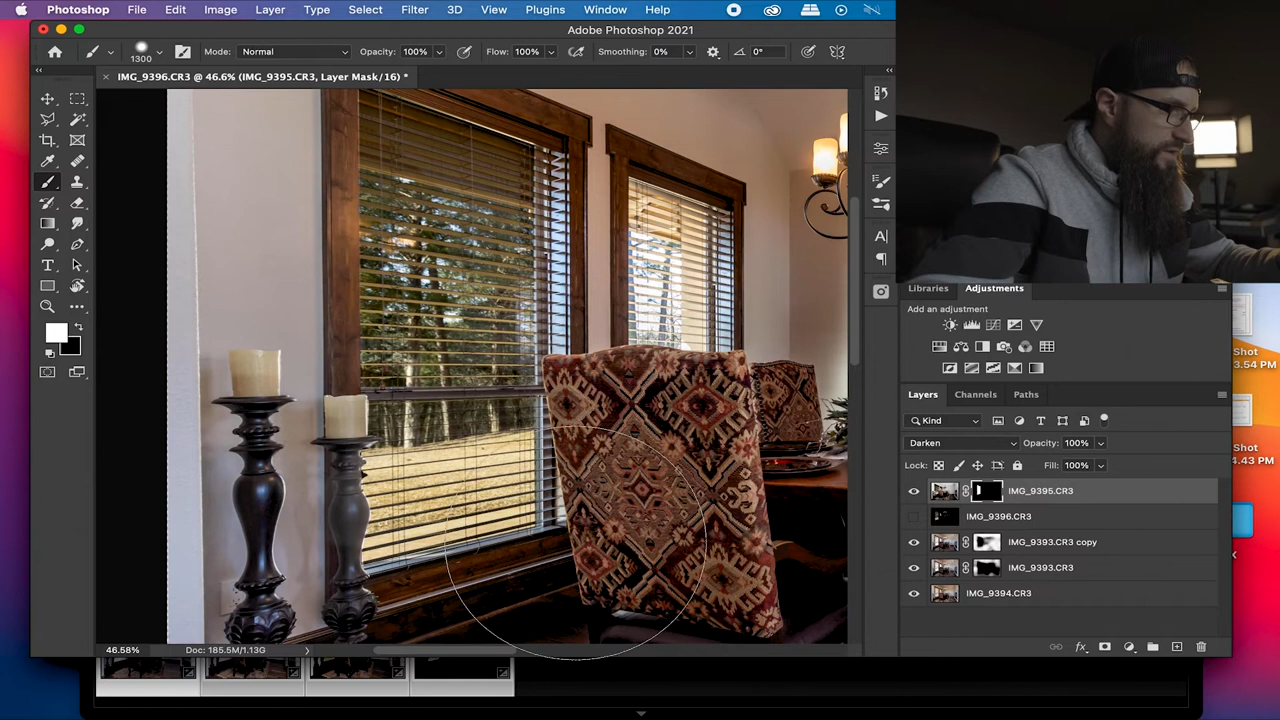 Photoshop File Edit Image Layer Type Select Filter 3D View Plugins Window Help
Adobe Photoshop 2021
1300 Mode: Normal Opacity: 100% Flow: 100% Smoothing: 0% 0°
IMG_9396.CR3 @ 46.6% (IMG_9395.CR3, Layer Mask/16) *
Libraries Adjustments
Add an adjustment
Layers Channels Paths
Kind
Darken Opacity: 100%
Lock: Fill: 100%
IMG_9395.CR3
IMG_9396.CR3
IMG_9393.CR3 copy
IMG_9393.CR3
IMG_9394.CR3
46.58% Doc: 185.5M/1.13G
Shot
3.54 PM
Shot
4.43 PM